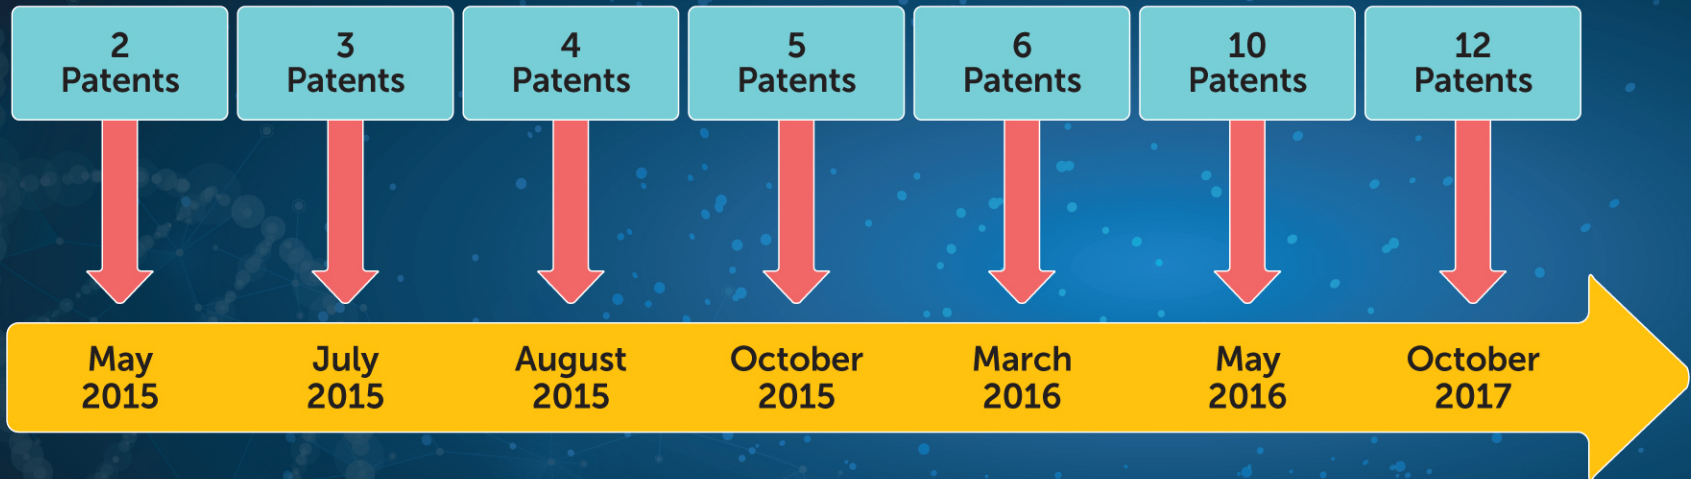 2
Patents
3
Patents
4
Patents
5
Patents
6
Patents
10
Patents
12
Patents
May
2015
July
2015
August
2015
October
2015
March
2016
May
2016
October
2017